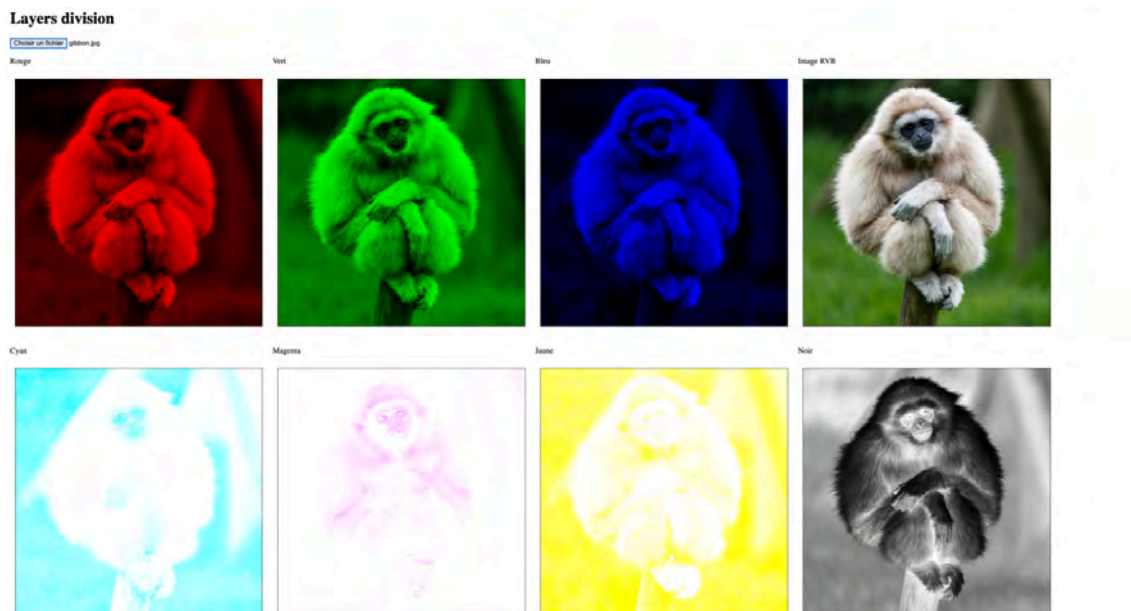 Layers division
Choisir un fichier gibbon.jpg
Rouge
Vert
Bleu
Image RVB
Cyan
Magenta
Jaune
Noir